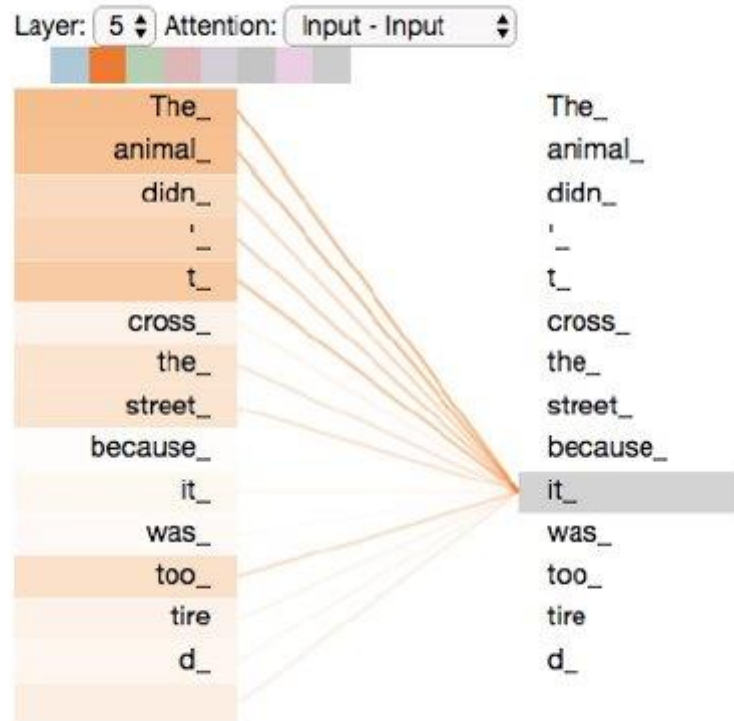 Layer: 5 Attention: Input - Input
The_ The_
animal_ animal_
didn_ didn_
'_ '_
t_ t_
cross_ cross_
the_ the_
street_ street_
because_ because_
it_ it_
was_ was_
too_ too_
tire tire
d_ d_